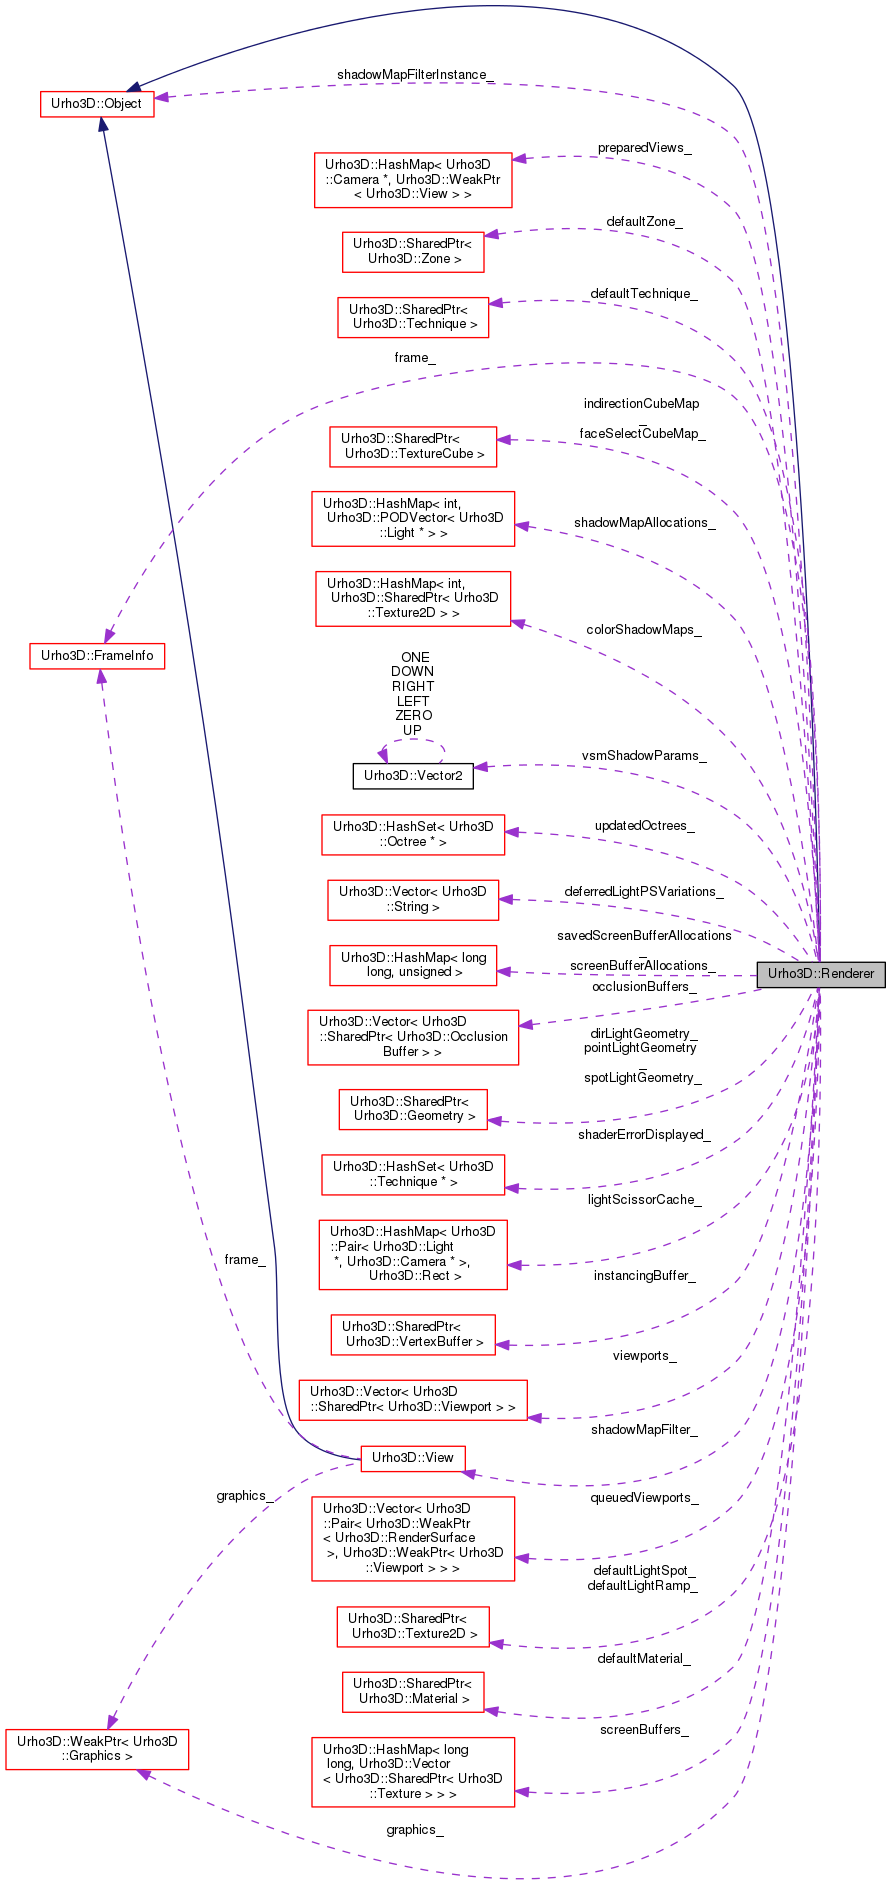 shadowMapFilterInstance_
Urho3D::Object
preparedViews_
Urho3D::HashMap< Urho3D
::Camera *, Urho3D::WeakPtr
< Urho3D::View > >
defaultZone_
Urho3D::SharedPtr<
Urho3D::Zone >
defaultTechnique_
Urho3D::SharedPtr<
Urho3D::Technique >
frame_
indirectionCubeMap
_
faceSelectCubeMap_
Urho3D::SharedPtr<
Urho3D::TextureCube >
Urho3D::HashMap< int,
Urho3D::PODVector< Urho3D
::Light * > >
shadowMapAllocations_
Urho3D::HashMap< int,
Urho3D::SharedPtr< Urho3D
::Texture2D > >
colorShadowMaps_
Urho3D::FrameInfo
ONE
DOWN
RIGHT
LEFT
ZERO
UP
vsmShadowParams_
Urho3D::Vector2
Urho3D::HashSet< Urho3D
::Octree * >
updatedOctrees_
Urho3D::Vector< Urho3D
::String >
deferredLightPSVariations_
savedScreenBufferAllocations
_
screenBufferAllocations_
Urho3D::HashMap< long
long, unsigned >
Urho3D::Renderer
occlusionBuffers_
Urho3D::Vector< Urho3D
::SharedPtr< Urho3D::Occlusion
Buffer > >
dirLightGeometry_
pointLightGeometry
_
spotLightGeometry_
Urho3D::SharedPtr<
Urho3D::Geometry >
shaderErrorDisplayed_
Urho3D::HashSet< Urho3D
::Technique * >
lightScissorCache_
Urho3D::HashMap< Urho3D
::Pair< Urho3D::Light
*, Urho3D::Camera * >,
Urho3D::Rect >
frame_
instancingBuffer_
Urho3D::SharedPtr<
Urho3D::VertexBuffer >
viewports_
Urho3D::Vector< Urho3D
::SharedPtr< Urho3D::Viewport > >
shadowMapFilter_
Urho3D::View
graphics_
queuedViewports_
Urho3D::Vector< Urho3D
::Pair< Urho3D::WeakPtr
< Urho3D::RenderSurface
>, Urho3D::WeakPtr< Urho3D
::Viewport > > >
defaultLightSpot_
defaultLightRamp_
Urho3D::SharedPtr<
Urho3D::Texture2D >
defaultMaterial_
Urho3D::SharedPtr<
Urho3D::Material >
screenBuffers_
Urho3D::WeakPtr< Urho3D
::Graphics >
Urho3D::HashMap< long
long, Urho3D::Vector
< Urho3D::SharedPtr< Urho3D
::Texture > > >
graphics_